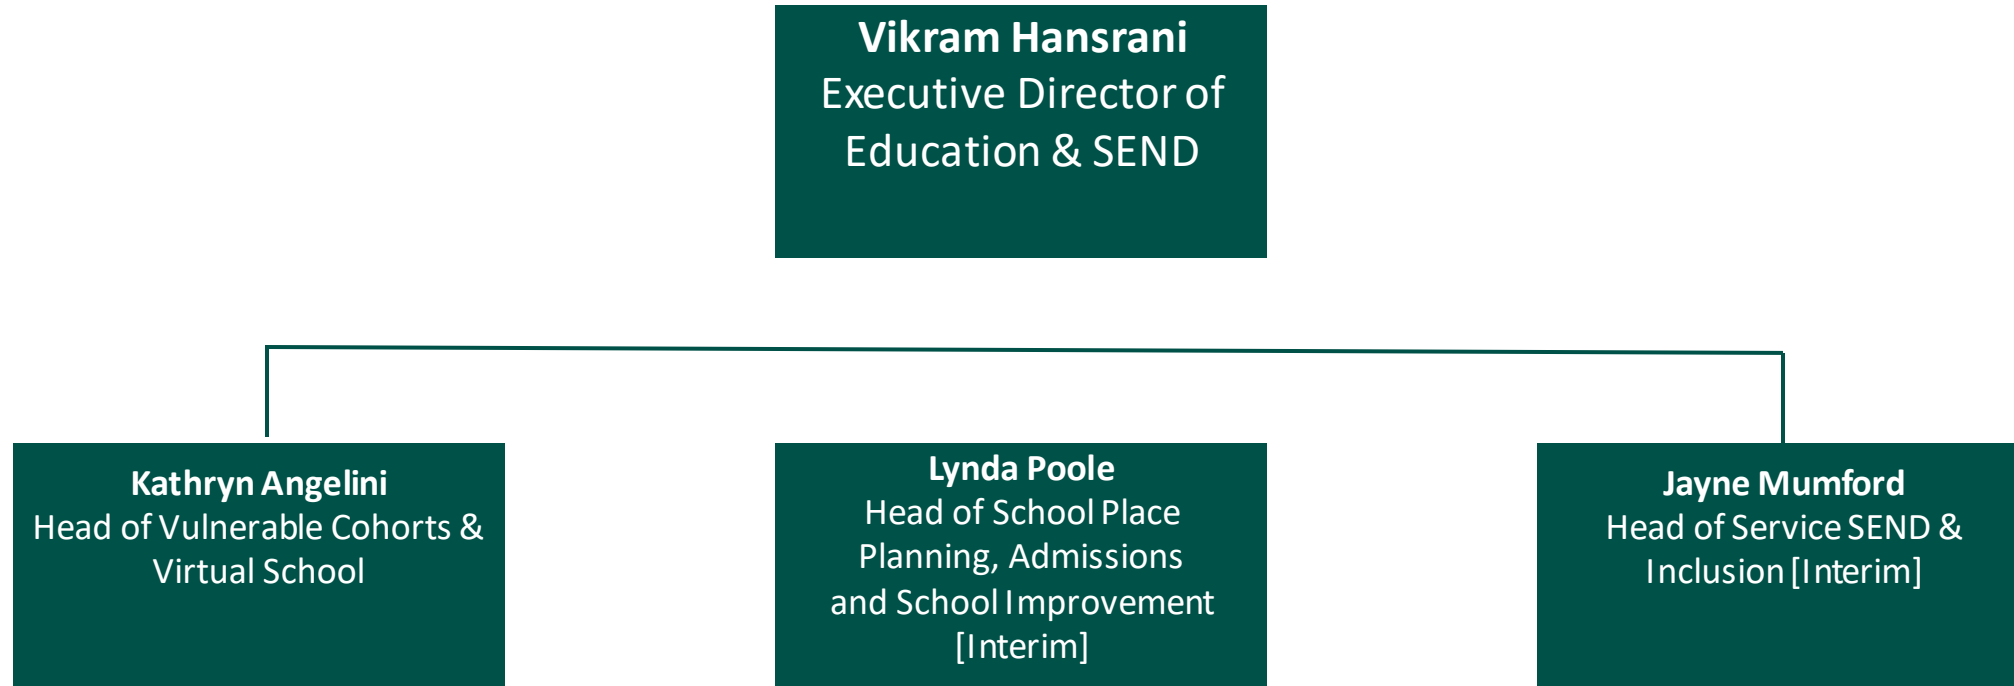 Vikram Hansrani
Executive Director of
Education & SEND
Kathryn Angelini
Head of Vulnerable Cohorts &
Virtual School
Lynda Poole
Head of School Place
Planning, Admissions
and School Improvement
[Interim]
Jayne Mumford
Head of Service SEND &
Inclusion [Interim]